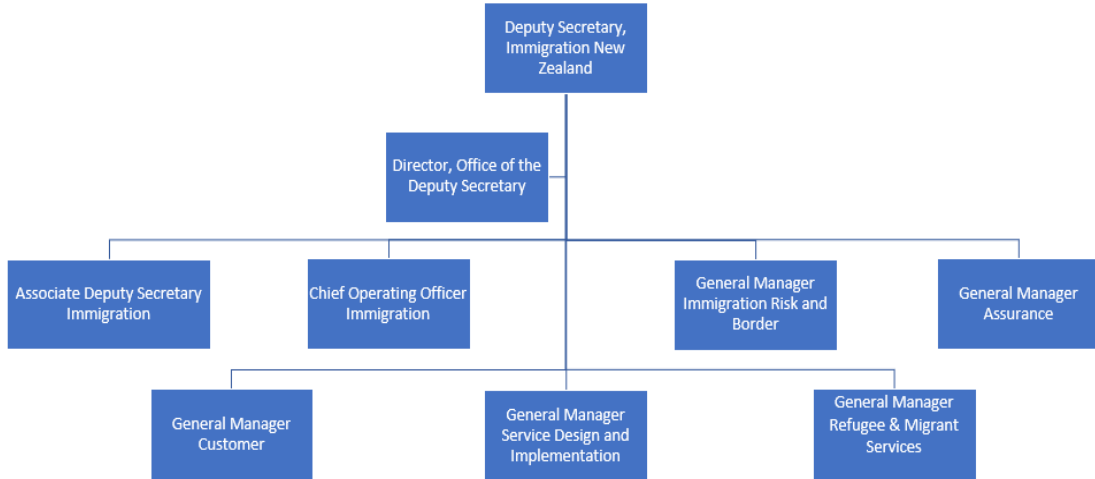 Deputy Secretary,
Immigration New
Zealand
Director, Office of the
Deputy Secretary
Associate Deputy Secretary
Immigration
Chief Operating Officer
Immigration
General Manager
Immigration Risk and
Border
General Manager
Assurance
General Manager
Customer
General Manager
Service Design and
Implementation
General Manager
Refugee & Migrant
Services